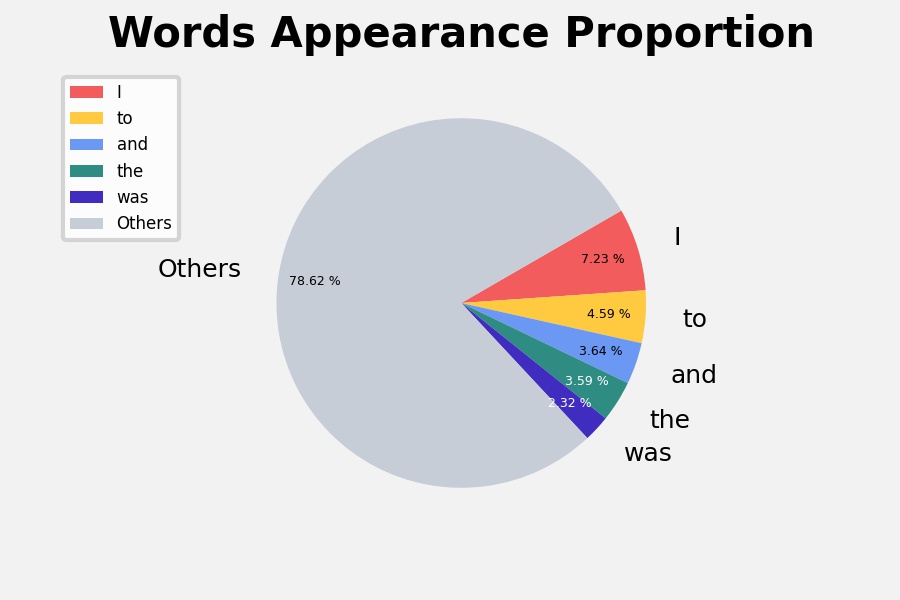 Words Appearance Proportion
I
to
and
the
was
Others
I
7.23 %
to
4.59 %
Others
78.62 %
3.64 %
and
3.59 %
2.32 %
the
was